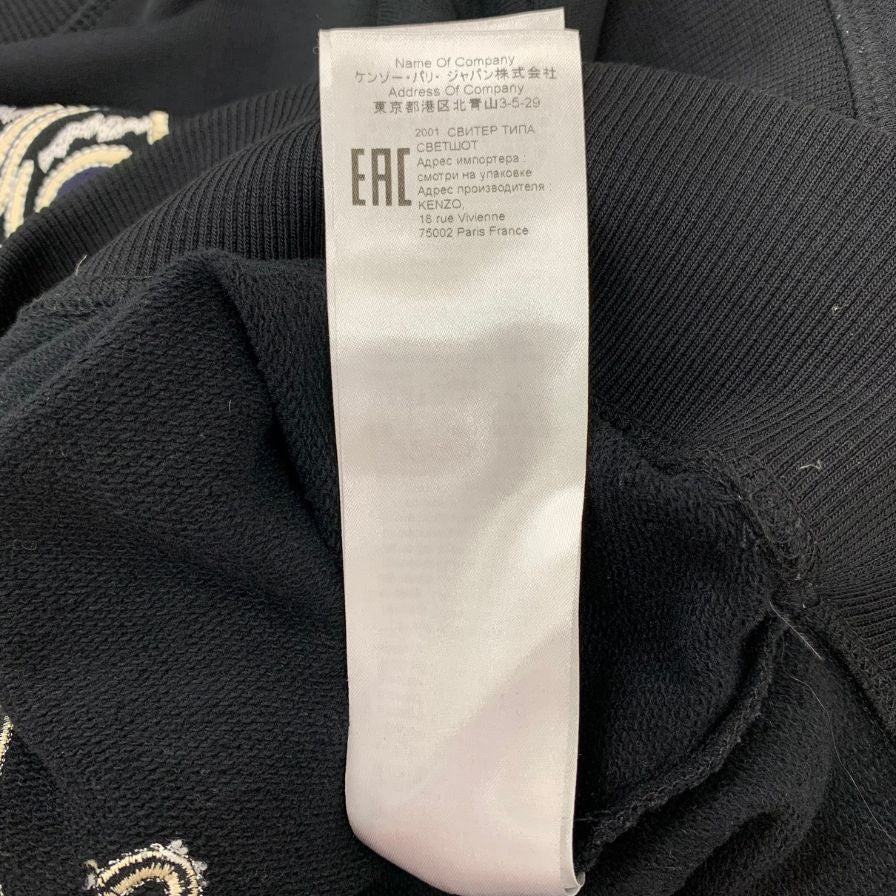 Name Of Company
ケンゾー・パリ・ジャパン株式会社
Address Of Company
東京都港区北青山3-5-29
EAC
2001 СВИТЕР ТИПА
СВЕТШОТ
Адрес импортера :
смотри на упаковке
Адрес производителя :
KENZO,
18 rue Vivienne
75002 Paris France